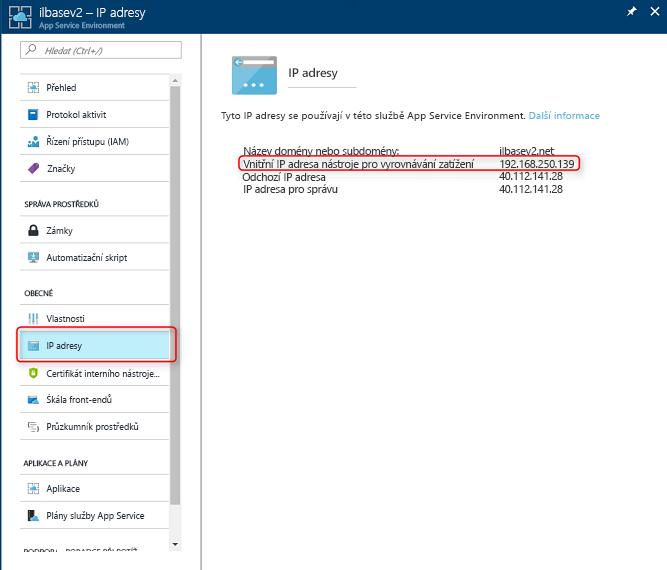 ilbasev2 – IP adresy
App Service Environment
Hledat (Ctrl+/)
Přehled
Protokol aktivit
Řízení přístupu (IAM)
Značky
SPRÁVA PROSTŘEDKŮ
Zámky
Automatizační skript
OBECNÉ
Vlastnosti
IP adresy
Certifikát interního nástroje...
Škála front-endů
Průzkumník prostředků
APLIKACE A PLÁNY
Aplikace
Plány služby App Service
IP adresy
Tyto IP adresy se používají v této službě App Service Environment. Další informace
Název domény nebo subdomény: ilbasev2.net
Vnitřní IP adresa nástroje pro vyrovnávání zatížení 192.168.250.139
Odchozí IP adresa 40.112.141.28
IP adresa pro správu 40.112.141.28